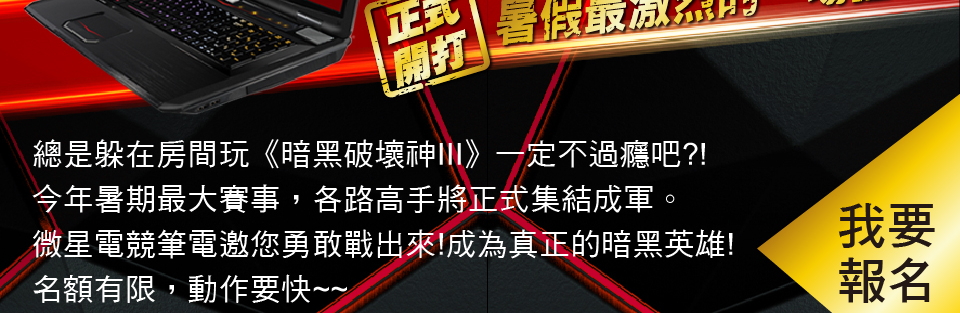 正式
開打
暑假最激烈的一場
總是躲在房間玩《暗黑破壞神III》一定不過癮吧?!
今年暑期最大賽事，各路高手將正式集結成軍。
微星電競筆電邀您勇敢戰出來!成為真正的暗黑英雄!
名額有限，動作要快~~
我要
報名